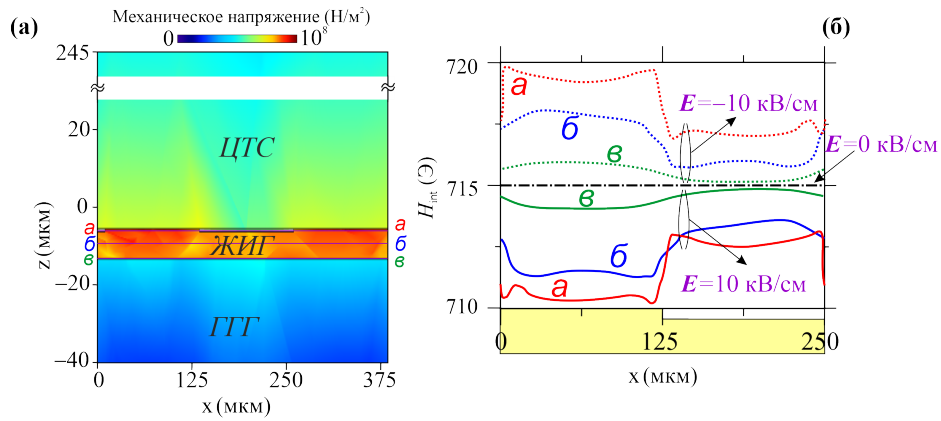 (а)
Механическое напряжение (Н/м²)
0
10⁸
245
20
0
−20
−40
z (мкм)
ЦТС
ЖИГ
ГГГ
а
б
в
а
б
в
0
125
250
375
x (мкм)
(б)
720
715
710
H_int (Э)
а
б
в
в
б
а
E=−10 кВ/см
E=0 кВ/см
E=10 кВ/см
0
125
250
x (мкм)